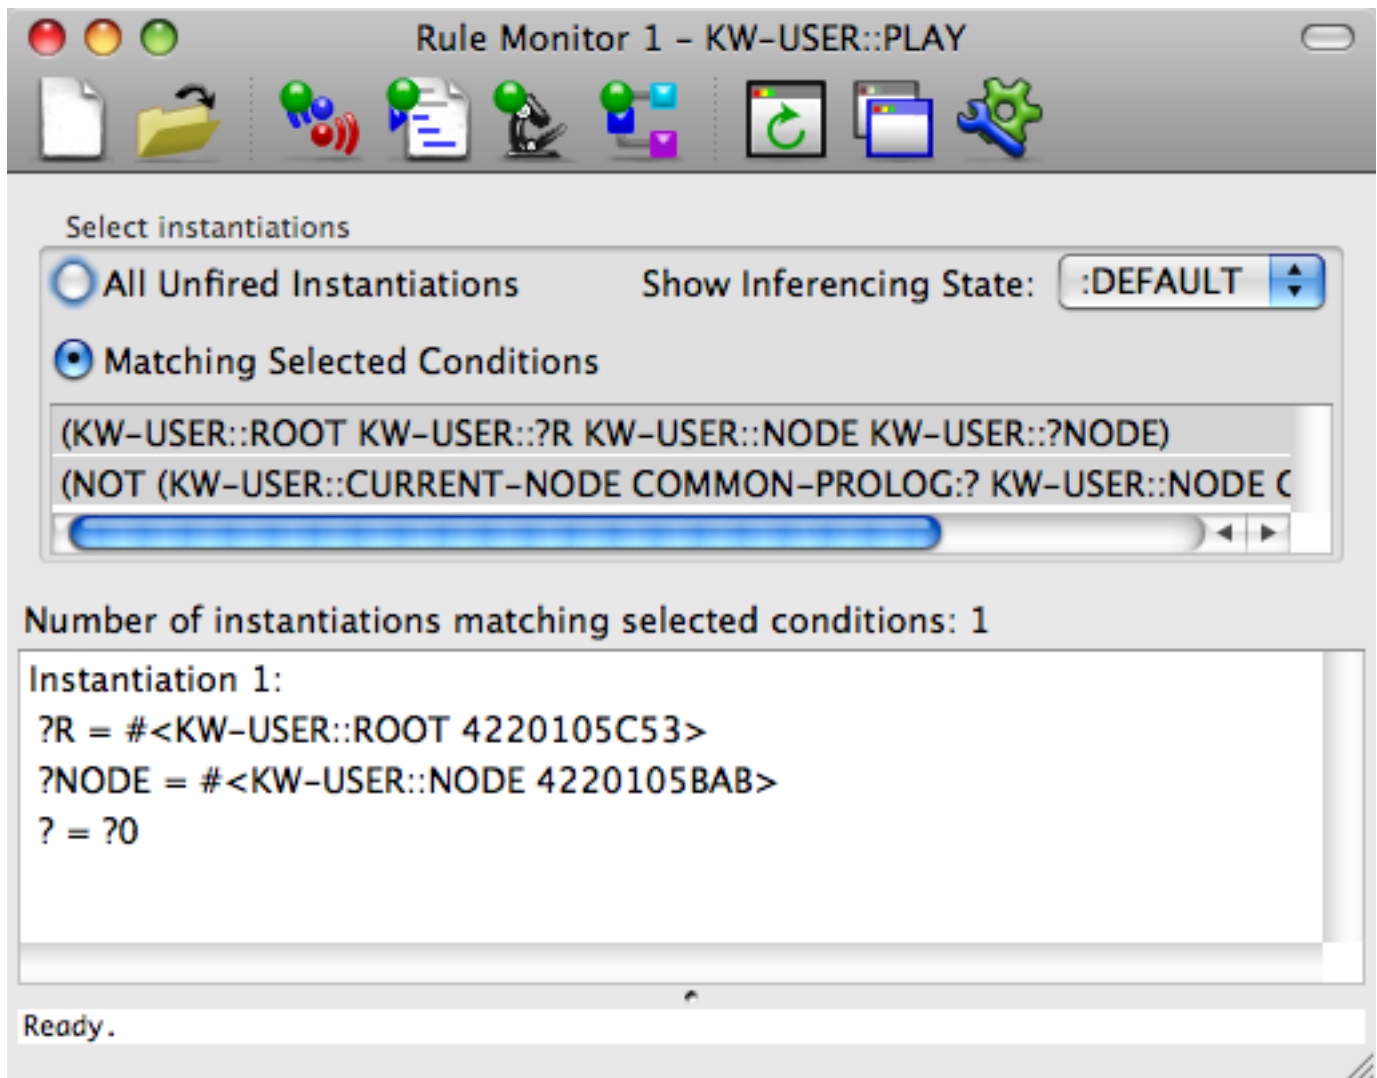 Rule Monitor 1 – KW-USER::PLAY
Select instantiations
All Unfired Instantiations Show Inferencing State: :DEFAULT
Matching Selected Conditions
(KW-USER::ROOT KW-USER::?R KW-USER::NODE KW-USER::?NODE)
(NOT (KW-USER::CURRENT-NODE COMMON-PROLOG:? KW-USER::NODE C
Number of instantiations matching selected conditions: 1
Instantiation 1:
?R = #<KW-USER::ROOT 4220105C53>
?NODE = #<KW-USER::NODE 4220105BAB>
? = ?0
Ready.